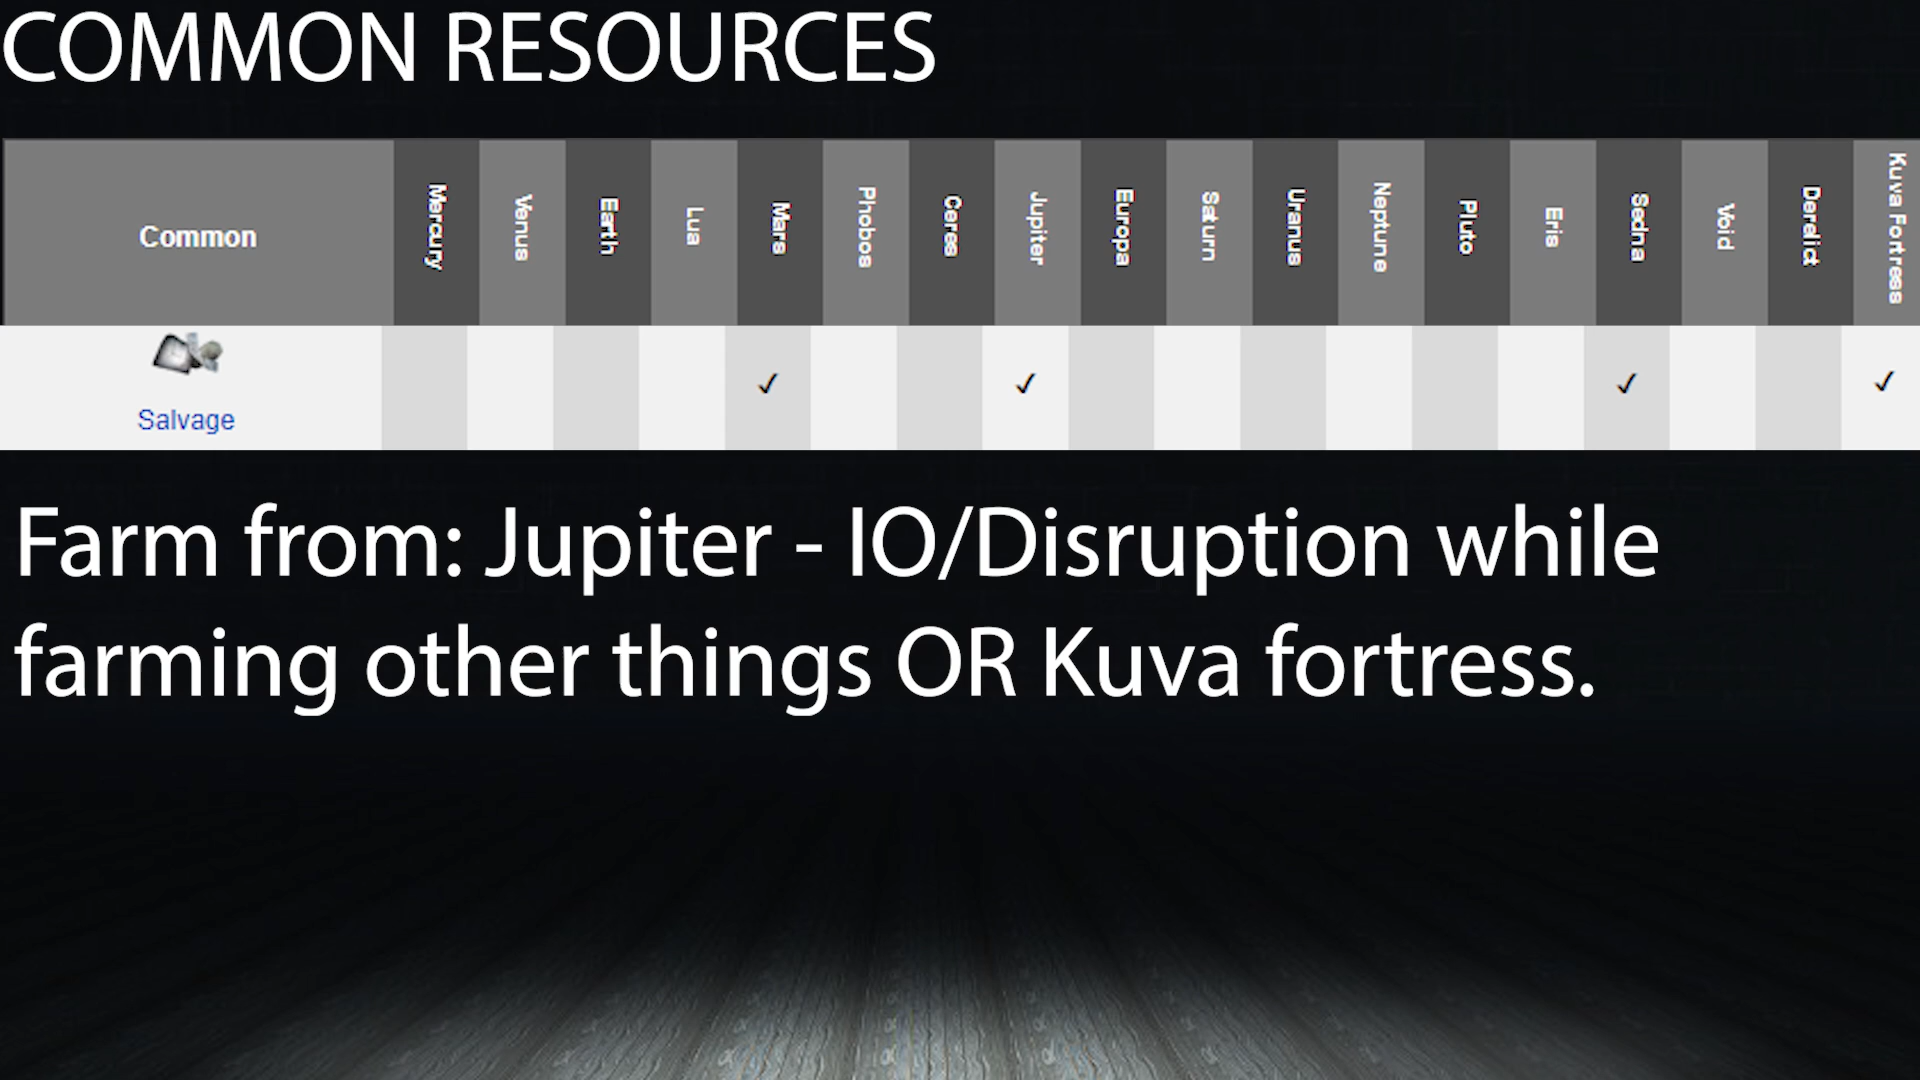 COMMON RESOURCES
Common
Mercury
Venus
Earth
Lua
Mars
Phobos
Ceres
Jupiter
Europa
Saturn
Uranus
Neptune
Pluto
Eris
Sedna
Void
Derelict
Kuva Fortress
Salvage ✓ ✓ ✓ ✓
Farm from: Jupiter - IO/Disruption while
farming other things OR Kuva fortress.